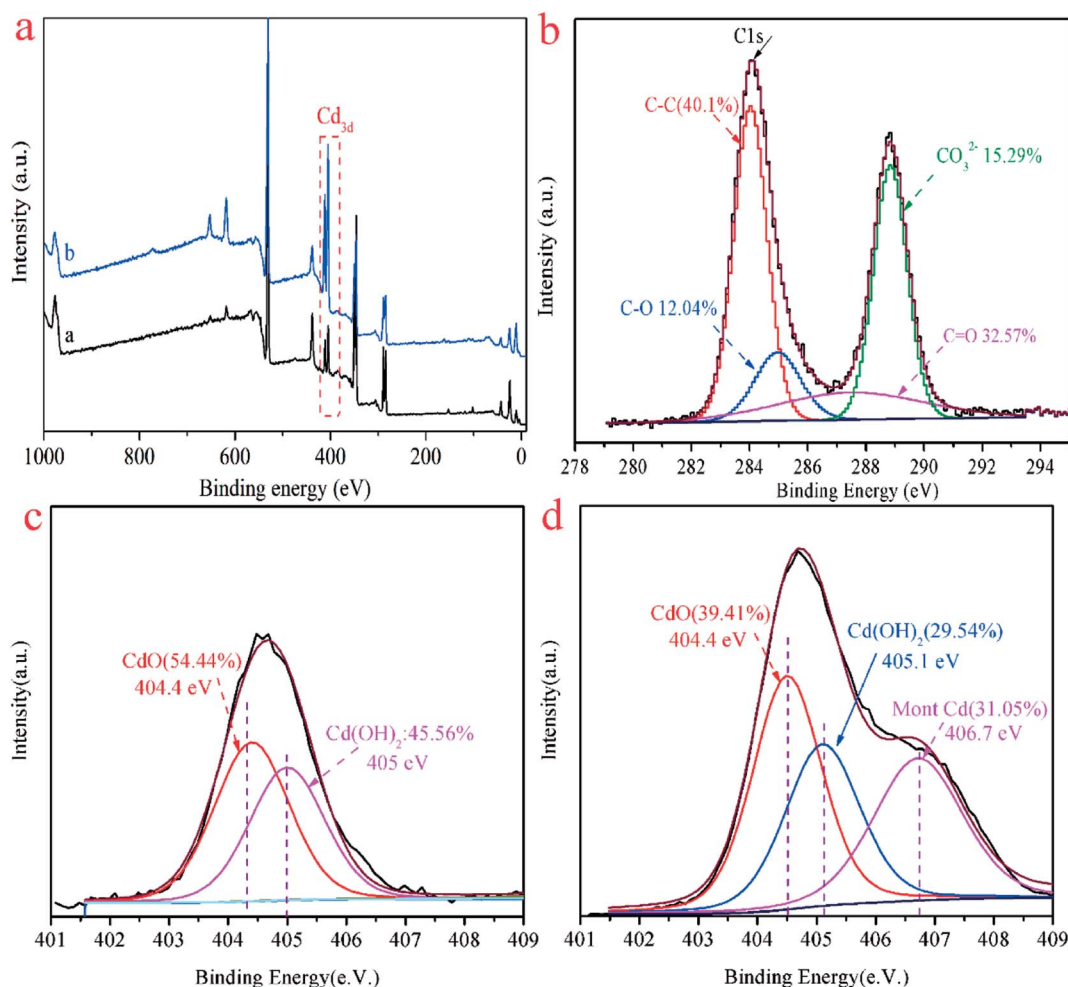 a
Cd3d
b
a
Intensity (a.u.)
1000
800
600
400
200
0
Binding energy (eV)
b
C1s
C-C(40.1%)
CO3 2- 15.29%
C-O 12.04%
C=O 32.57%
Intensity (a.u.)
278
280
282
284
286
288
290
292
294
Binding Energy (eV)
c
CdO(54.44%)
404.4 eV
Cd(OH)2:45.56%
405 eV
Intensity(a.u.)
401
402
403
404
405
406
407
408
409
Binding Energy(e.V.)
d
CdO(39.41%)
404.4 eV
Cd(OH)2(29.54%)
405.1 eV
Mont Cd(31.05%)
406.7 eV
Intensity(a.u.)
401
402
403
404
405
406
407
408
409
Binding Energy(e.V.)